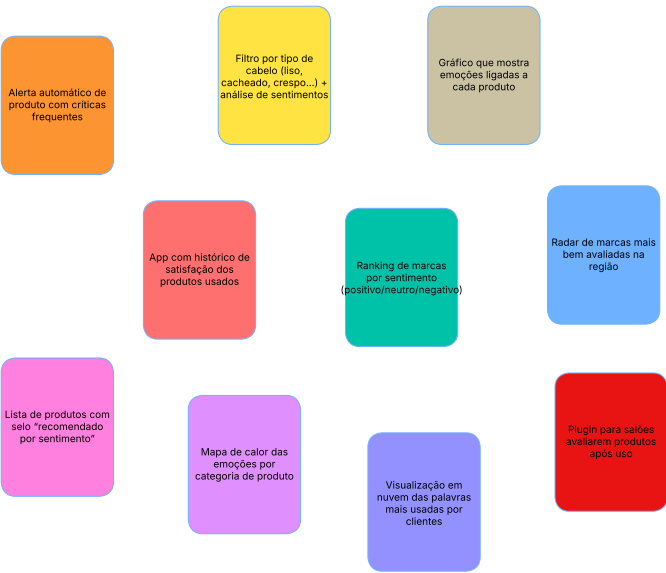 Alerta automático de
produto com críticas
frequentes
Filtro por tipo de
cabelo (liso,
cacheado, crespo...) +
análise de sentimentos
Gráfico que mostra
emoções ligadas a
cada produto
App com histórico de
satisfação dos
produtos usados
Ranking de marcas
por sentimento
(positivo/neutro/negativo)
Radar de marcas mais
bem avaliadas na
região
Lista de produtos com
selo “recomendado
por sentimento”
Mapa de calor das
emoções por
categoria de produto
Visualização em
nuvem das palavras
mais usadas por
clientes
Plugin para salões
avaliarem produtos
após uso